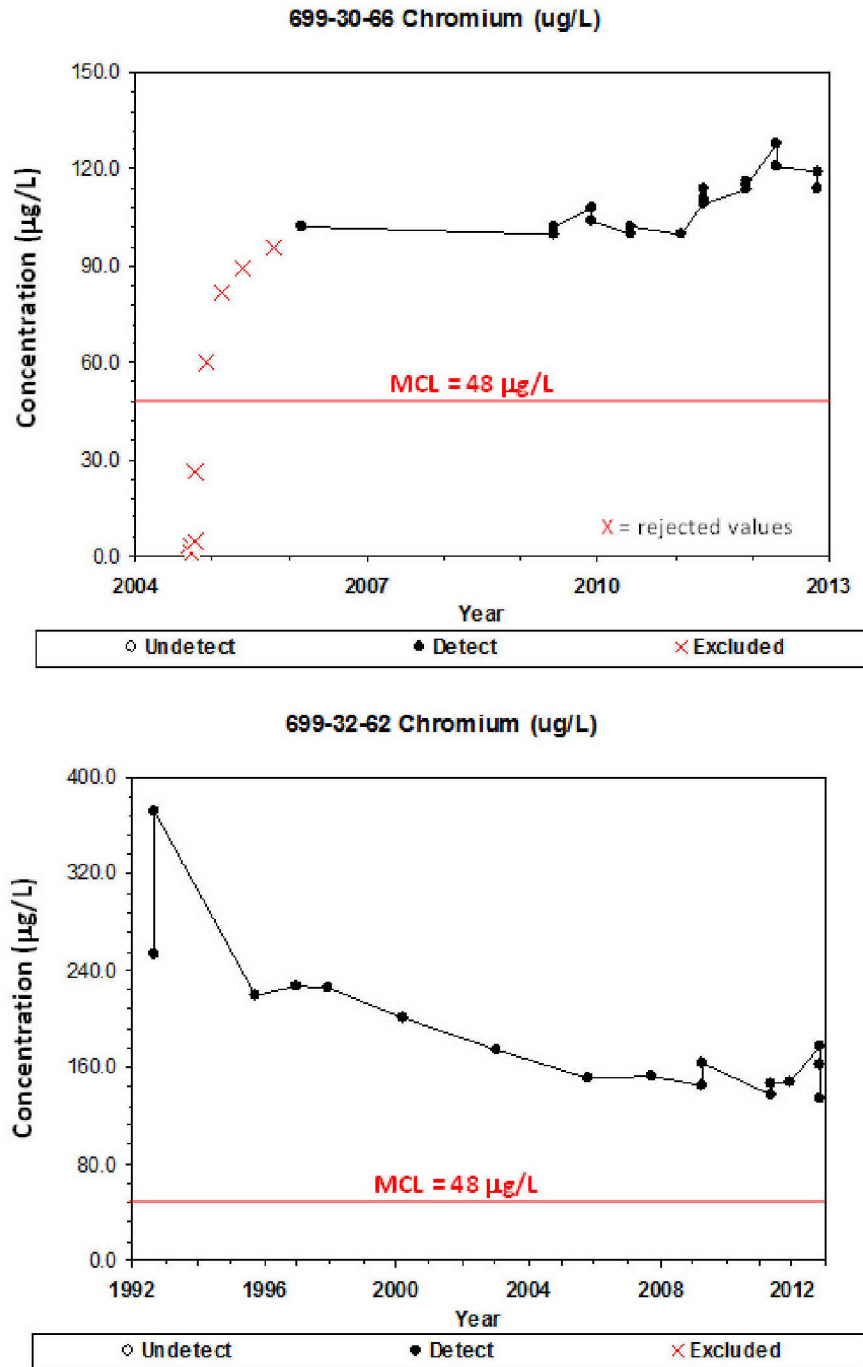 699-30-66 Chromium (ug/L)
150.0
120.0
90.0
60.0
30.0
0.0
Concentration (µg/L)
MCL = 48 µg/L
X = rejected values
2004 2007 2010 2013
Year
Undetect Detect Excluded
699-32-62 Chromium (ug/L)
400.0
320.0
240.0
160.0
80.0
0.0
Concentration (µg/L)
MCL = 48 µg/L
1992 1996 2000 2004 2008 2012
Year
Undetect Detect Excluded